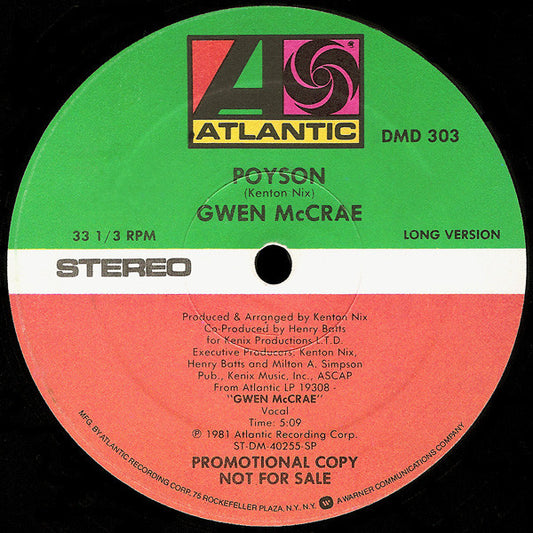 ATLANTIC
®
DMD 303
POYSON
(Kenton Nix)
GWEN McCRAE
33 1/3 RPM
LONG VERSION
STEREO
Produced & Arranged by Kenton Nix
Co-Produced by Henry Batts
for Kenix Productions L.T.D.
Executive Producers: Kenton Nix,
Henry Batts and Milton A. Simpson
Pub., Kenix Music, Inc., ASCAP
From Atlantic LP 19308 -
"GWEN McCRAE"
Vocal
Time: 5:09
℗ 1981 Atlantic Recording Corp.
ST-DM-40255-SP
PROMOTIONAL COPY
NOT FOR SALE
MFG. BY ATLANTIC RECORDING CORP. 75 ROCKEFELLER PLAZA, N.Y. N.Y. A WARNER COMMUNICATIONS COMPANY